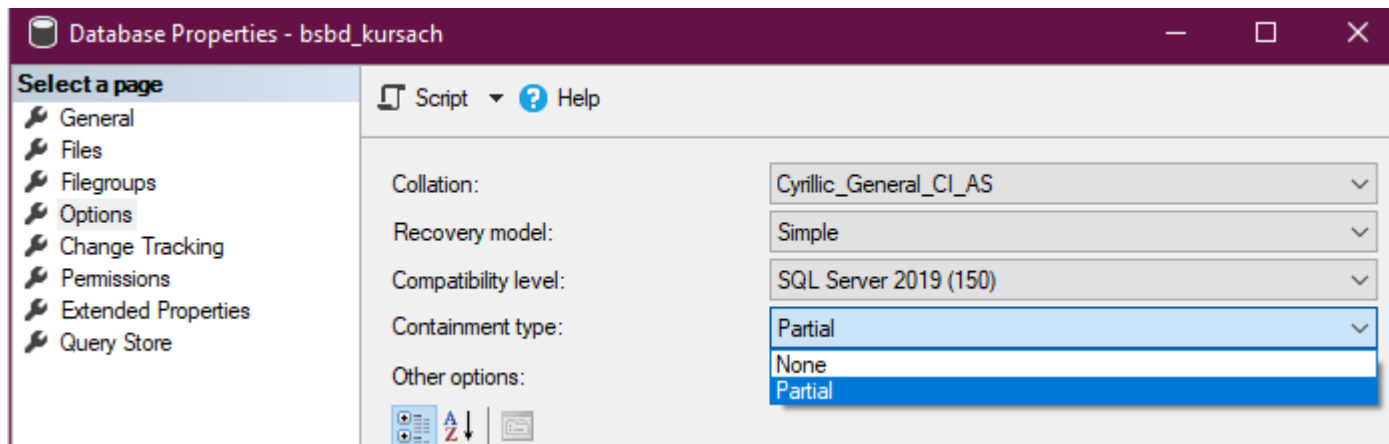 Database Properties - bsbd_kursach
Select a page
General
Files
Filegroups
Options
Change Tracking
Permissions
Extended Properties
Query Store
Script
Help
Collation:
Cyrillic_General_CI_AS
Recovery model:
Simple
Compatibility level:
SQL Server 2019 (150)
Containment type:
Partial
None
Partial
Other options:
A
Z